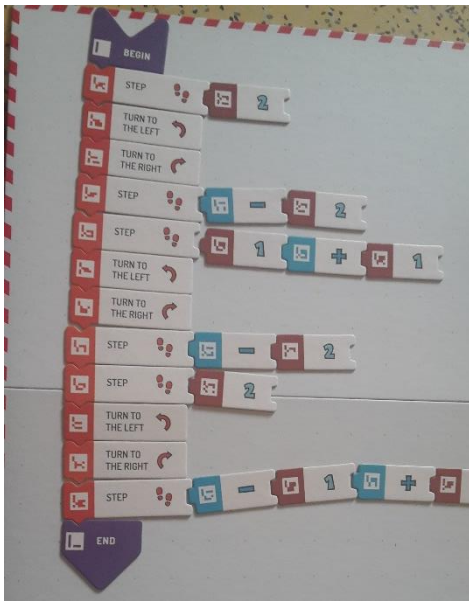 BEGIN
STEP 2
TURN TO
THE LEFT
TURN TO
THE RIGHT
STEP - 2
STEP 1 + 1
TURN TO
THE LEFT
TURN TO
THE RIGHT
STEP - 2
STEP 2
TURN TO
THE LEFT
TURN TO
THE RIGHT
STEP - 1 +
END